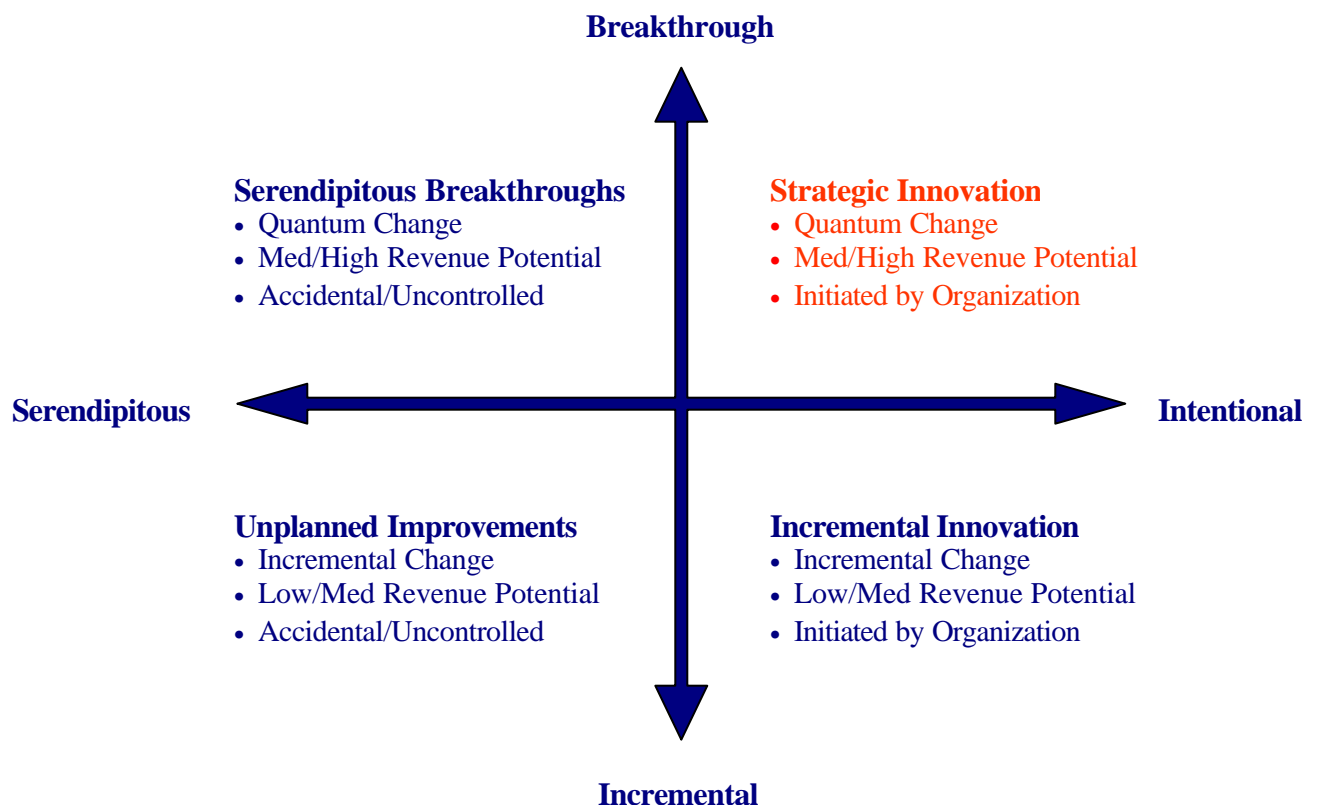 Breakthrough
Serendipitous Breakthroughs
• Quantum Change
• Med/High Revenue Potential
• Accidental/Uncontrolled
Strategic Innovation
• Quantum Change
• Med/High Revenue Potential
• Initiated by Organization
Serendipitous
Intentional
Unplanned Improvements
• Incremental Change
• Low/Med Revenue Potential
• Accidental/Uncontrolled
Incremental Innovation
• Incremental Change
• Low/Med Revenue Potential
• Initiated by Organization
Incremental